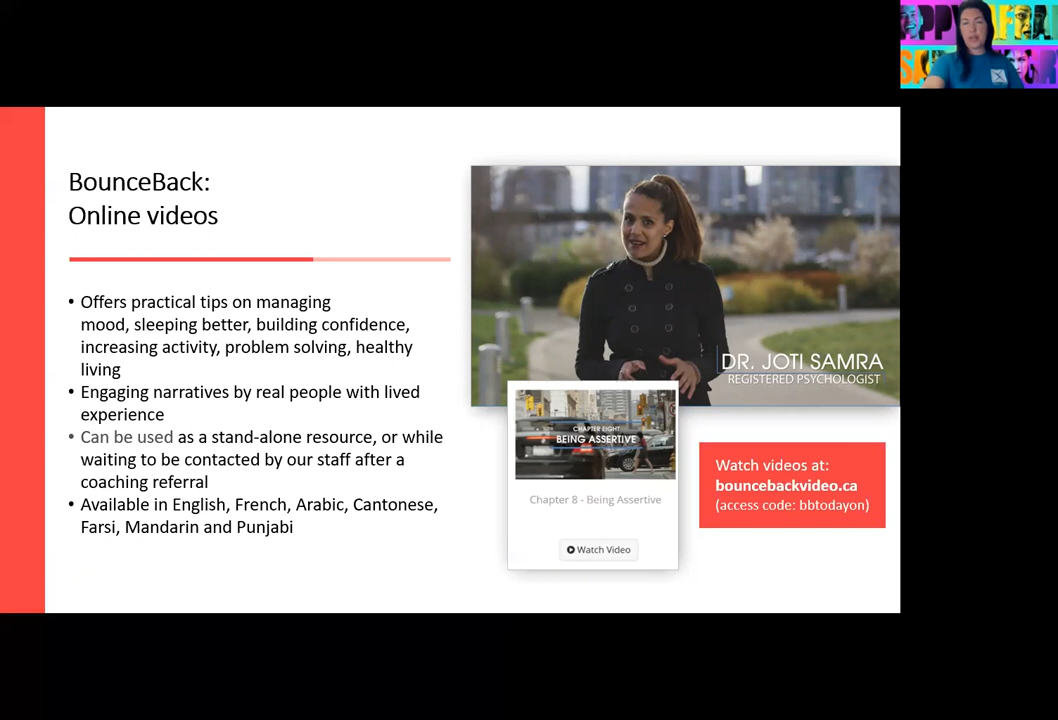 BounceBack:
Online videos
• Offers practical tips on managing
mood, sleeping better, building confidence,
increasing activity, problem solving, healthy
living
• Engaging narratives by real people with lived
experience
• Can be used as a stand-alone resource, or while
waiting to be contacted by our staff after a
coaching referral
• Available in English, French, Arabic, Cantonese,
Farsi, Mandarin and Punjabi
DR. JOTI SAMRA
REGISTERED PSYCHOLOGIST
CHAPTER EIGHT
BEING ASSERTIVE
Chapter 8 - Being Assertive
Watch Video
Watch videos at:
bouncebackvideo.ca
(access code: bbtodayon)